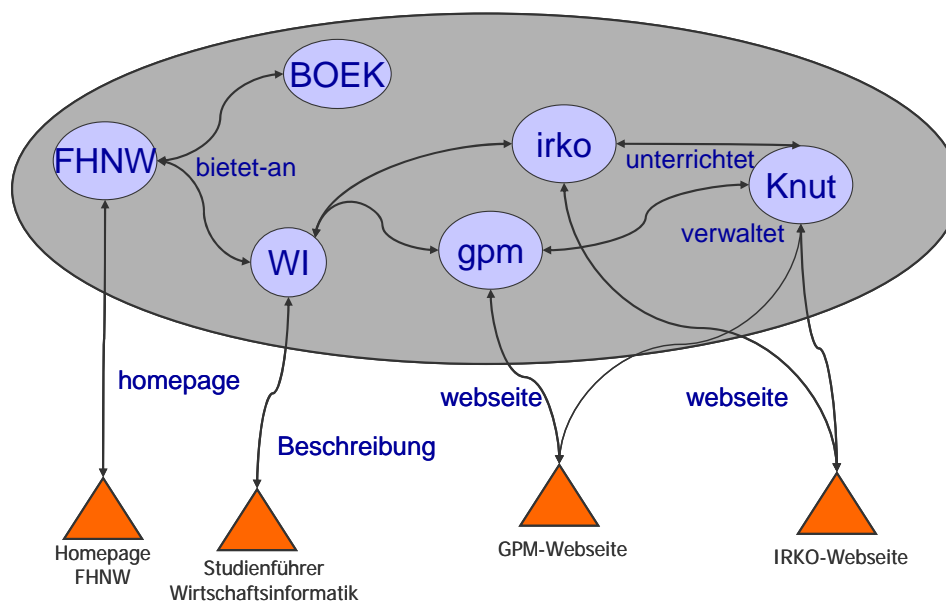 BOEK
FHNW
bietet-an
irko
unterrichtet
Knut
WI
gpm
verwaltet
homepage
webseite
webseite
Beschreibung
Homepage
FHNW
Studienführer
Wirtschaftsinformatik
GPM-Webseite
IRKO-Webseite